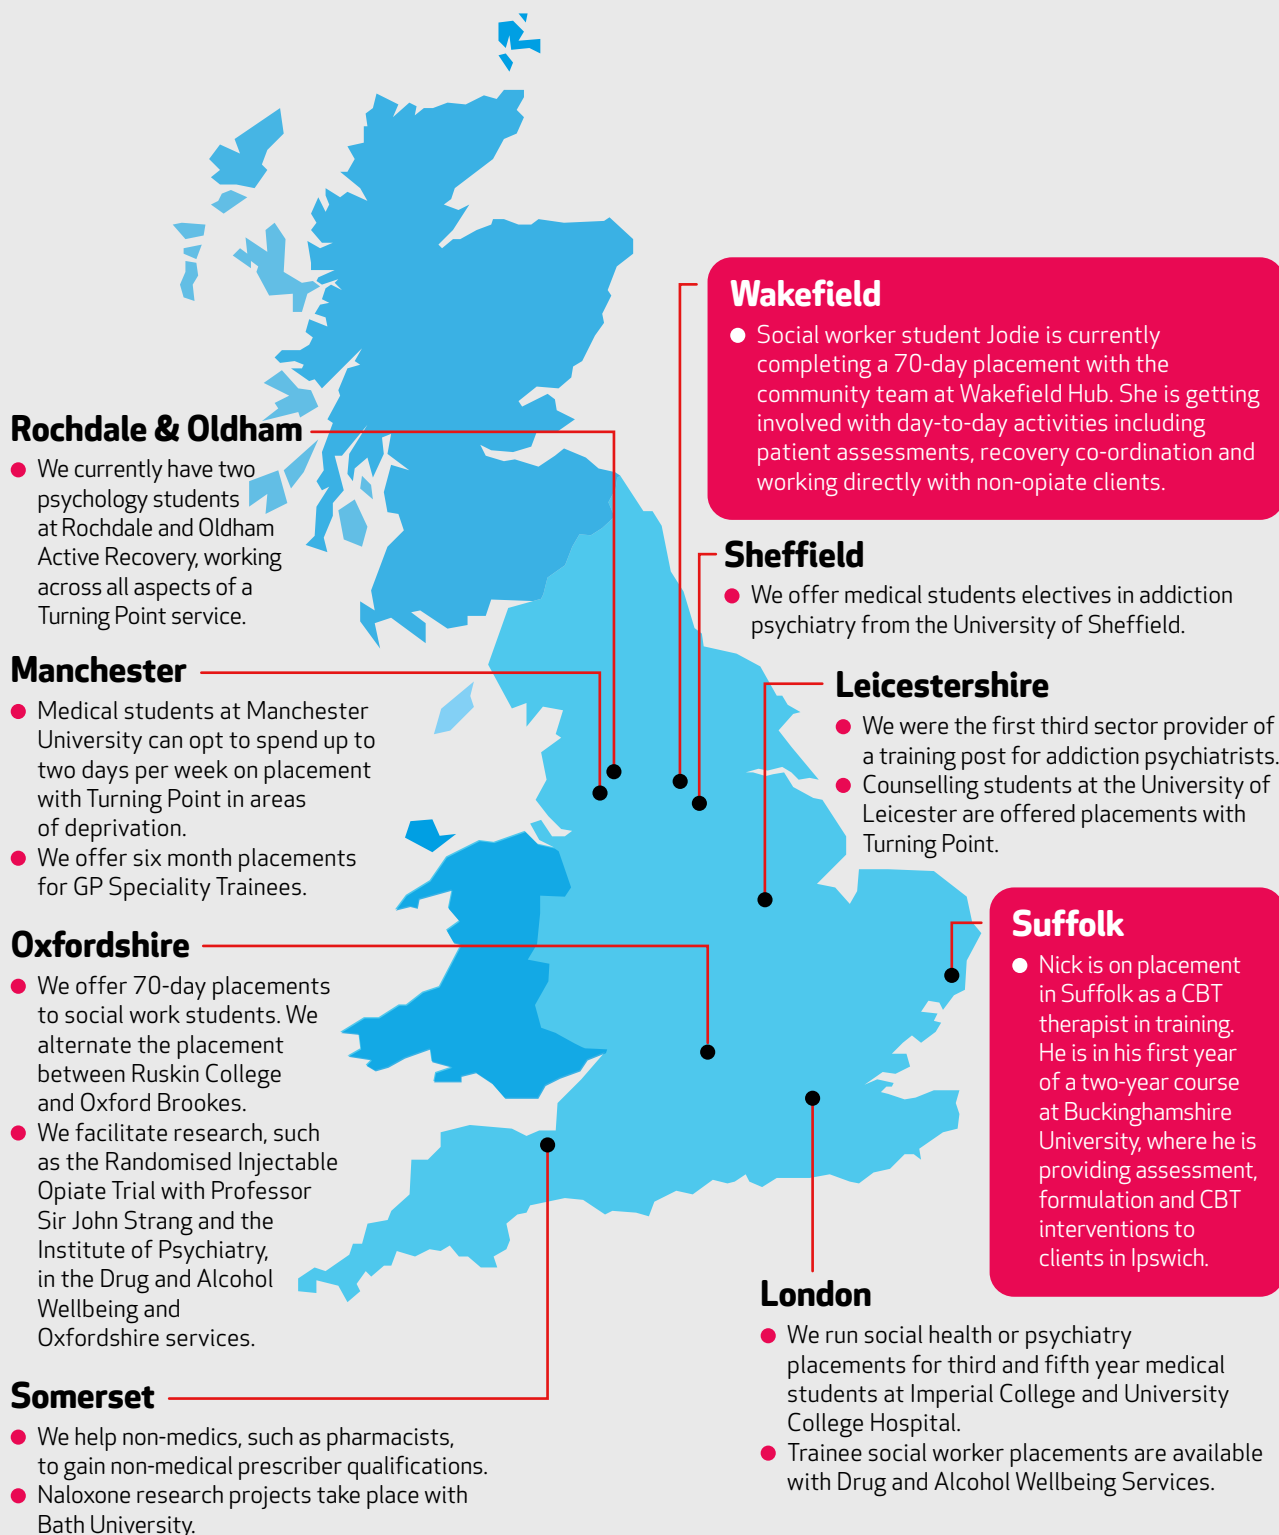 Rochdale & Oldham
● We currently have two
psychology students
at Rochdale and Oldham
Active Recovery, working
across all aspects of a
Turning Point service.
Manchester
● Medical students at Manchester
University can opt to spend up to
two days per week on placement
with Turning Point in areas
of deprivation.
● We offer six month placements
for GP Speciality Trainees.
Oxfordshire
● We offer 70-day placements
to social work students. We
alternate the placement
between Ruskin College
and Oxford Brookes.
● We facilitate research, such
as the Randomised Injectable
Opiate Trial with Professor
Sir John Strang and the
Institute of Psychiatry,
in the Drug and Alcohol
Wellbeing and
Oxfordshire services.
Somerset
● We help non-medics, such as pharmacists,
to gain non-medical prescriber qualifications.
● Naloxone research projects take place with
Bath University.
Wakefield
● Social worker student Jodie is currently
completing a 70-day placement with the
community team at Wakefield Hub. She is getting
involved with day-to-day activities including
patient assessments, recovery co-ordination and
working directly with non-opiate clients.
Sheffield
● We offer medical students electives in addiction
psychiatry from the University of Sheffield.
Leicestershire
● We were the first third sector provider of
a training post for addiction psychiatrists.
● Counselling students at the University of
Leicester are offered placements with
Turning Point.
Suffolk
● Nick is on placement
in Suffolk as a CBT
therapist in training.
He is in his first year
of a two-year course
at Buckinghamshire
University, where he is
providing assessment,
formulation and CBT
interventions to
clients in Ipswich.
London
● We run social health or psychiatry
placements for third and fifth year medical
students at Imperial College and University
College Hospital.
● Trainee social worker placements are available
with Drug and Alcohol Wellbeing Services.